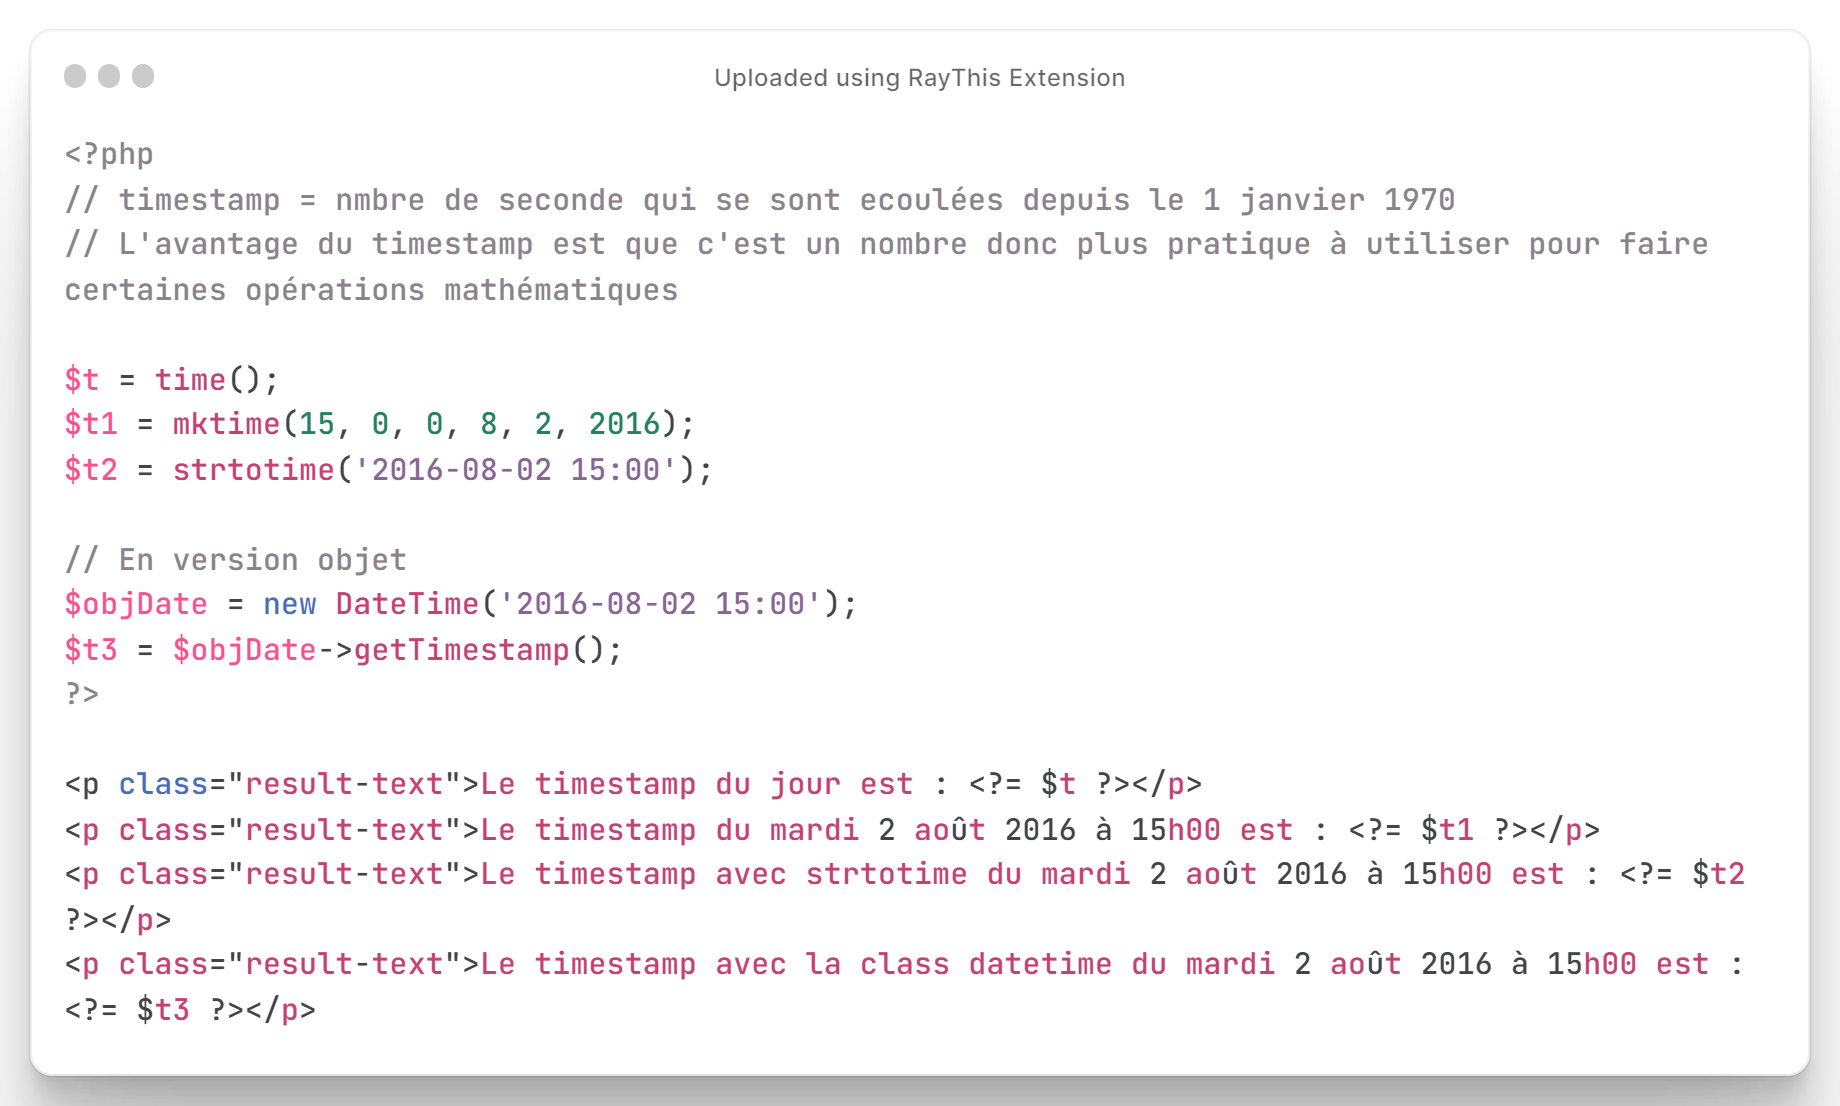 Uploaded using RayThis Extension
<?php
// timestamp = nmbre de seconde qui se sont ecoulées depuis le 1 janvier 1970
// L'avantage du timestamp est que c'est un nombre donc plus pratique à utiliser pour faire
certaines opérations mathématiques
$t = time();
$t1 = mktime(15, 0, 0, 8, 2, 2016);
$t2 = strtotime('2016-08-02 15:00');
// En version objet
$objDate = new DateTime('2016-08-02 15:00');
$t3 = $objDate->getTimestamp();
?>
<p class="result-text">Le timestamp du jour est : <?= $t ?></p>
<p class="result-text">Le timestamp du mardi 2 août 2016 à 15h00 est : <?= $t1 ?></p>
<p class="result-text">Le timestamp avec strtotime du mardi 2 août 2016 à 15h00 est : <?= $t2
?></p>
<p class="result-text">Le timestamp avec la class datetime du mardi 2 août 2016 à 15h00 est :
<?= $t3 ?></p>